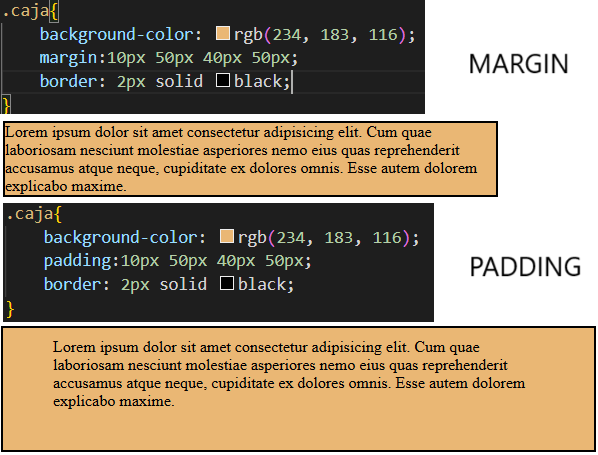 .caja{
background-color: rgb(234, 183, 116);
margin:10px 50px 40px 50px;
border: 2px solid black;
}
MARGIN
Lorem ipsum dolor sit amet consectetur adipisicing elit. Cum quae
laboriosam nesciunt molestiae asperiores nemo eius quas reprehenderit
accusamus atque neque, cupiditate ex dolores omnis. Esse autem dolorem
explicabo maxime.
.caja{
background-color: rgb(234, 183, 116);
padding:10px 50px 40px 50px;
border: 2px solid black;
}
PADDING
Lorem ipsum dolor sit amet consectetur adipisicing elit. Cum quae
laboriosam nesciunt molestiae asperiores nemo eius quas reprehenderit
accusamus atque neque, cupiditate ex dolores omnis. Esse autem dolorem
explicabo maxime.